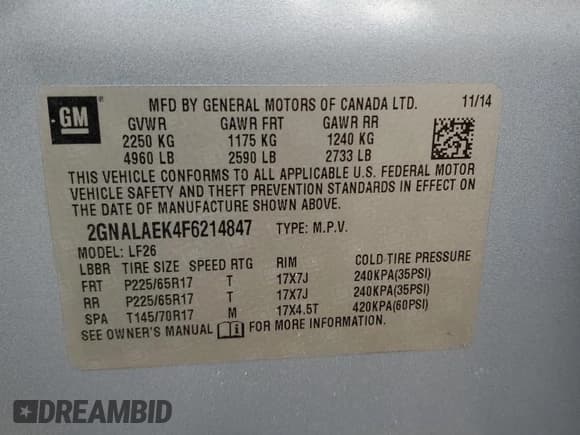 GM
MFD BY GENERAL MOTORS OF CANADA LTD. 11/14
GVWR GAWR FRT GAWR RR
2250 KG 1175 KG 1240 KG
4960 LB 2590 LB 2733 LB
THIS VEHICLE CONFORMS TO ALL APPLICABLE U.S. FEDERAL MOTOR
VEHICLE SAFETY AND THEFT PREVENTION STANDARDS IN EFFECT ON
THE DATE OF MANUFACTURE SHOWN ABOVE.
2GNALAEK4F6214847 TYPE: M.P.V.
MODEL: LF26
LBBR TIRE SIZE SPEED RTG RIM COLD TIRE PRESSURE
FRT P225/65R17 T 17X7J 240KPA(35PSI)
RR P225/65R17 T 17X7J 240KPA(35PSI)
SPA T145/70R17 M 17X4.5T 420KPA(60PSI)
SEE OWNER'S MANUAL FOR MORE INFORMATION.
DREAMBID